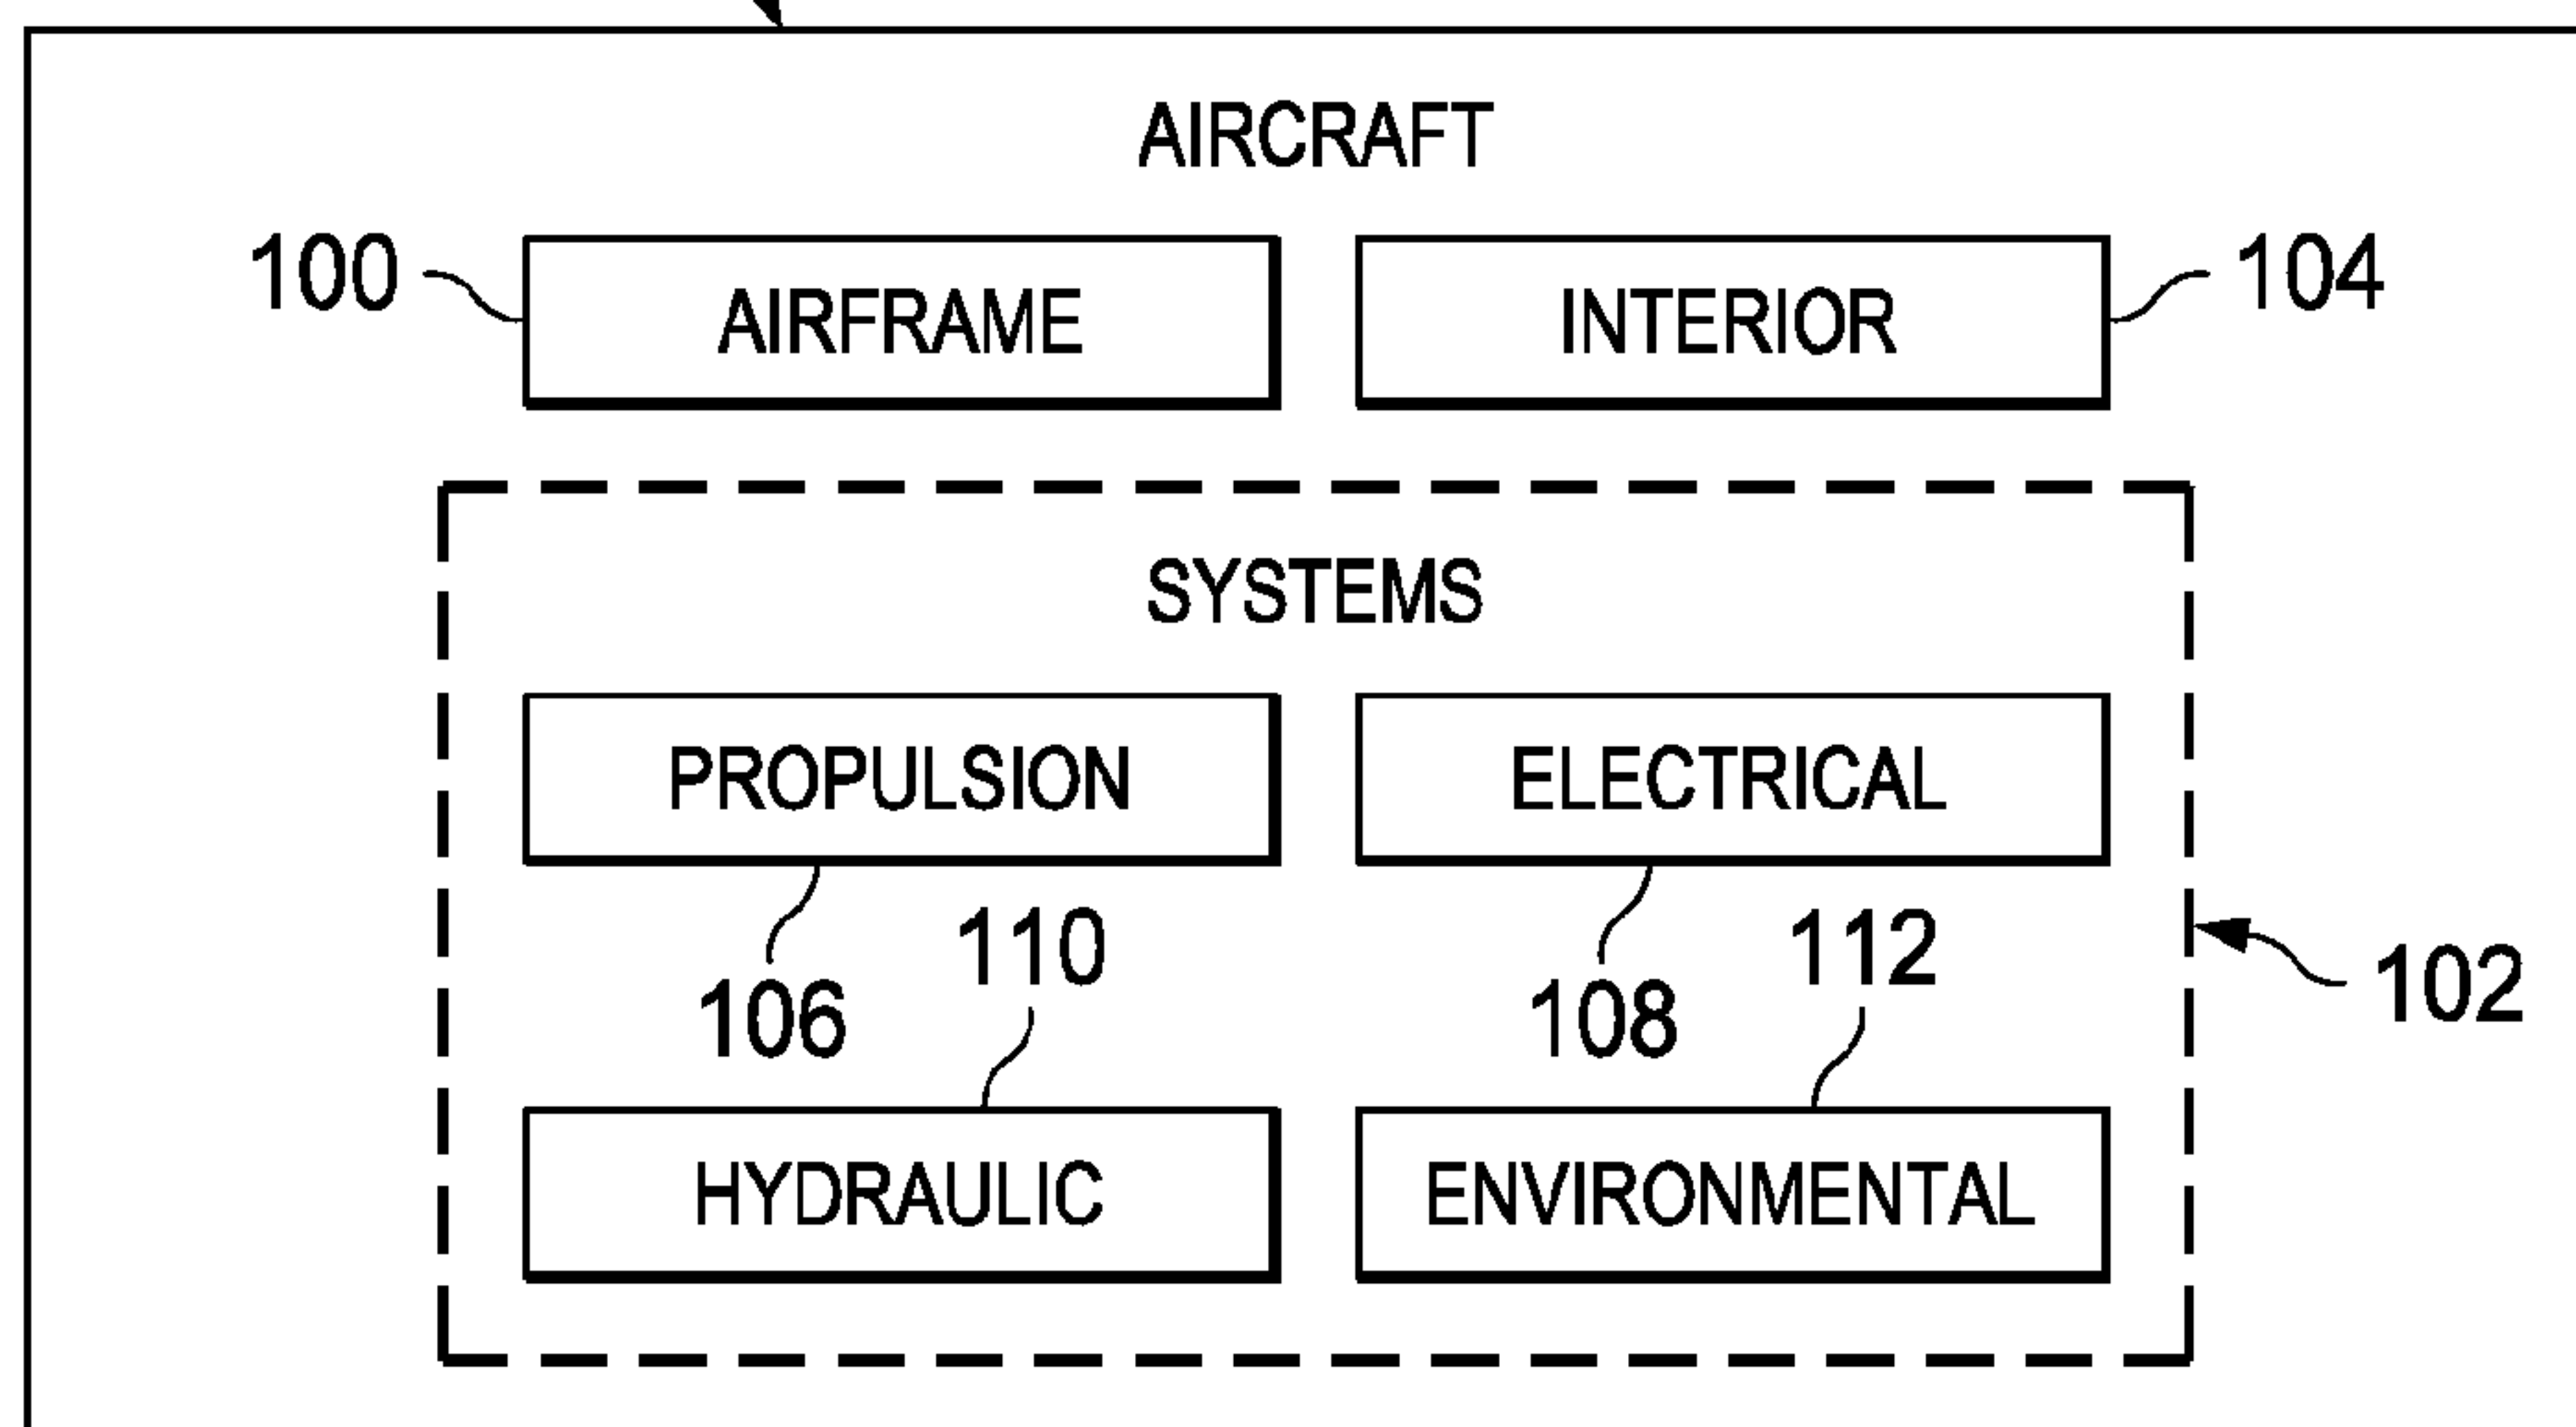 AIRCRAFT
100 AIRFRAME INTERIOR 104
SYSTEMS
PROPULSION ELECTRICAL
110 112
106 108 102
HYDRAULIC ENVIRONMENTAL